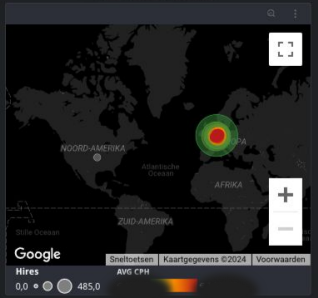 NOORD-AMERIKA
PA
Atlantische
Oceaan
AFRIKA
ZUID-AMERIKA
Stille Oceaan
Google
Sneltoetsen Kaartgegevens ©2024 Voorwaarden
Hires AVG CPH
0,0 485,0